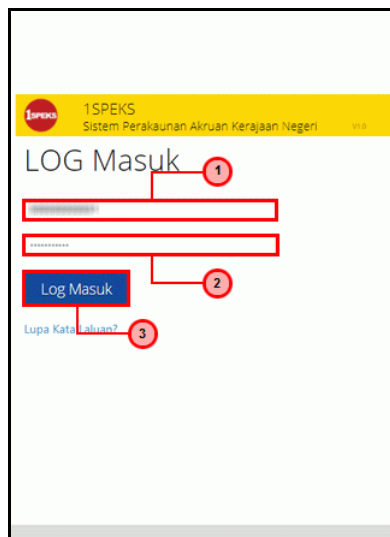 1SPEKS
1SPEKS
Sistem Perakaunan Akruan Kerajaan Negeri V1.0
LOG Masuk
1
2
Log Masuk
Lupa Kata Laluan?
3